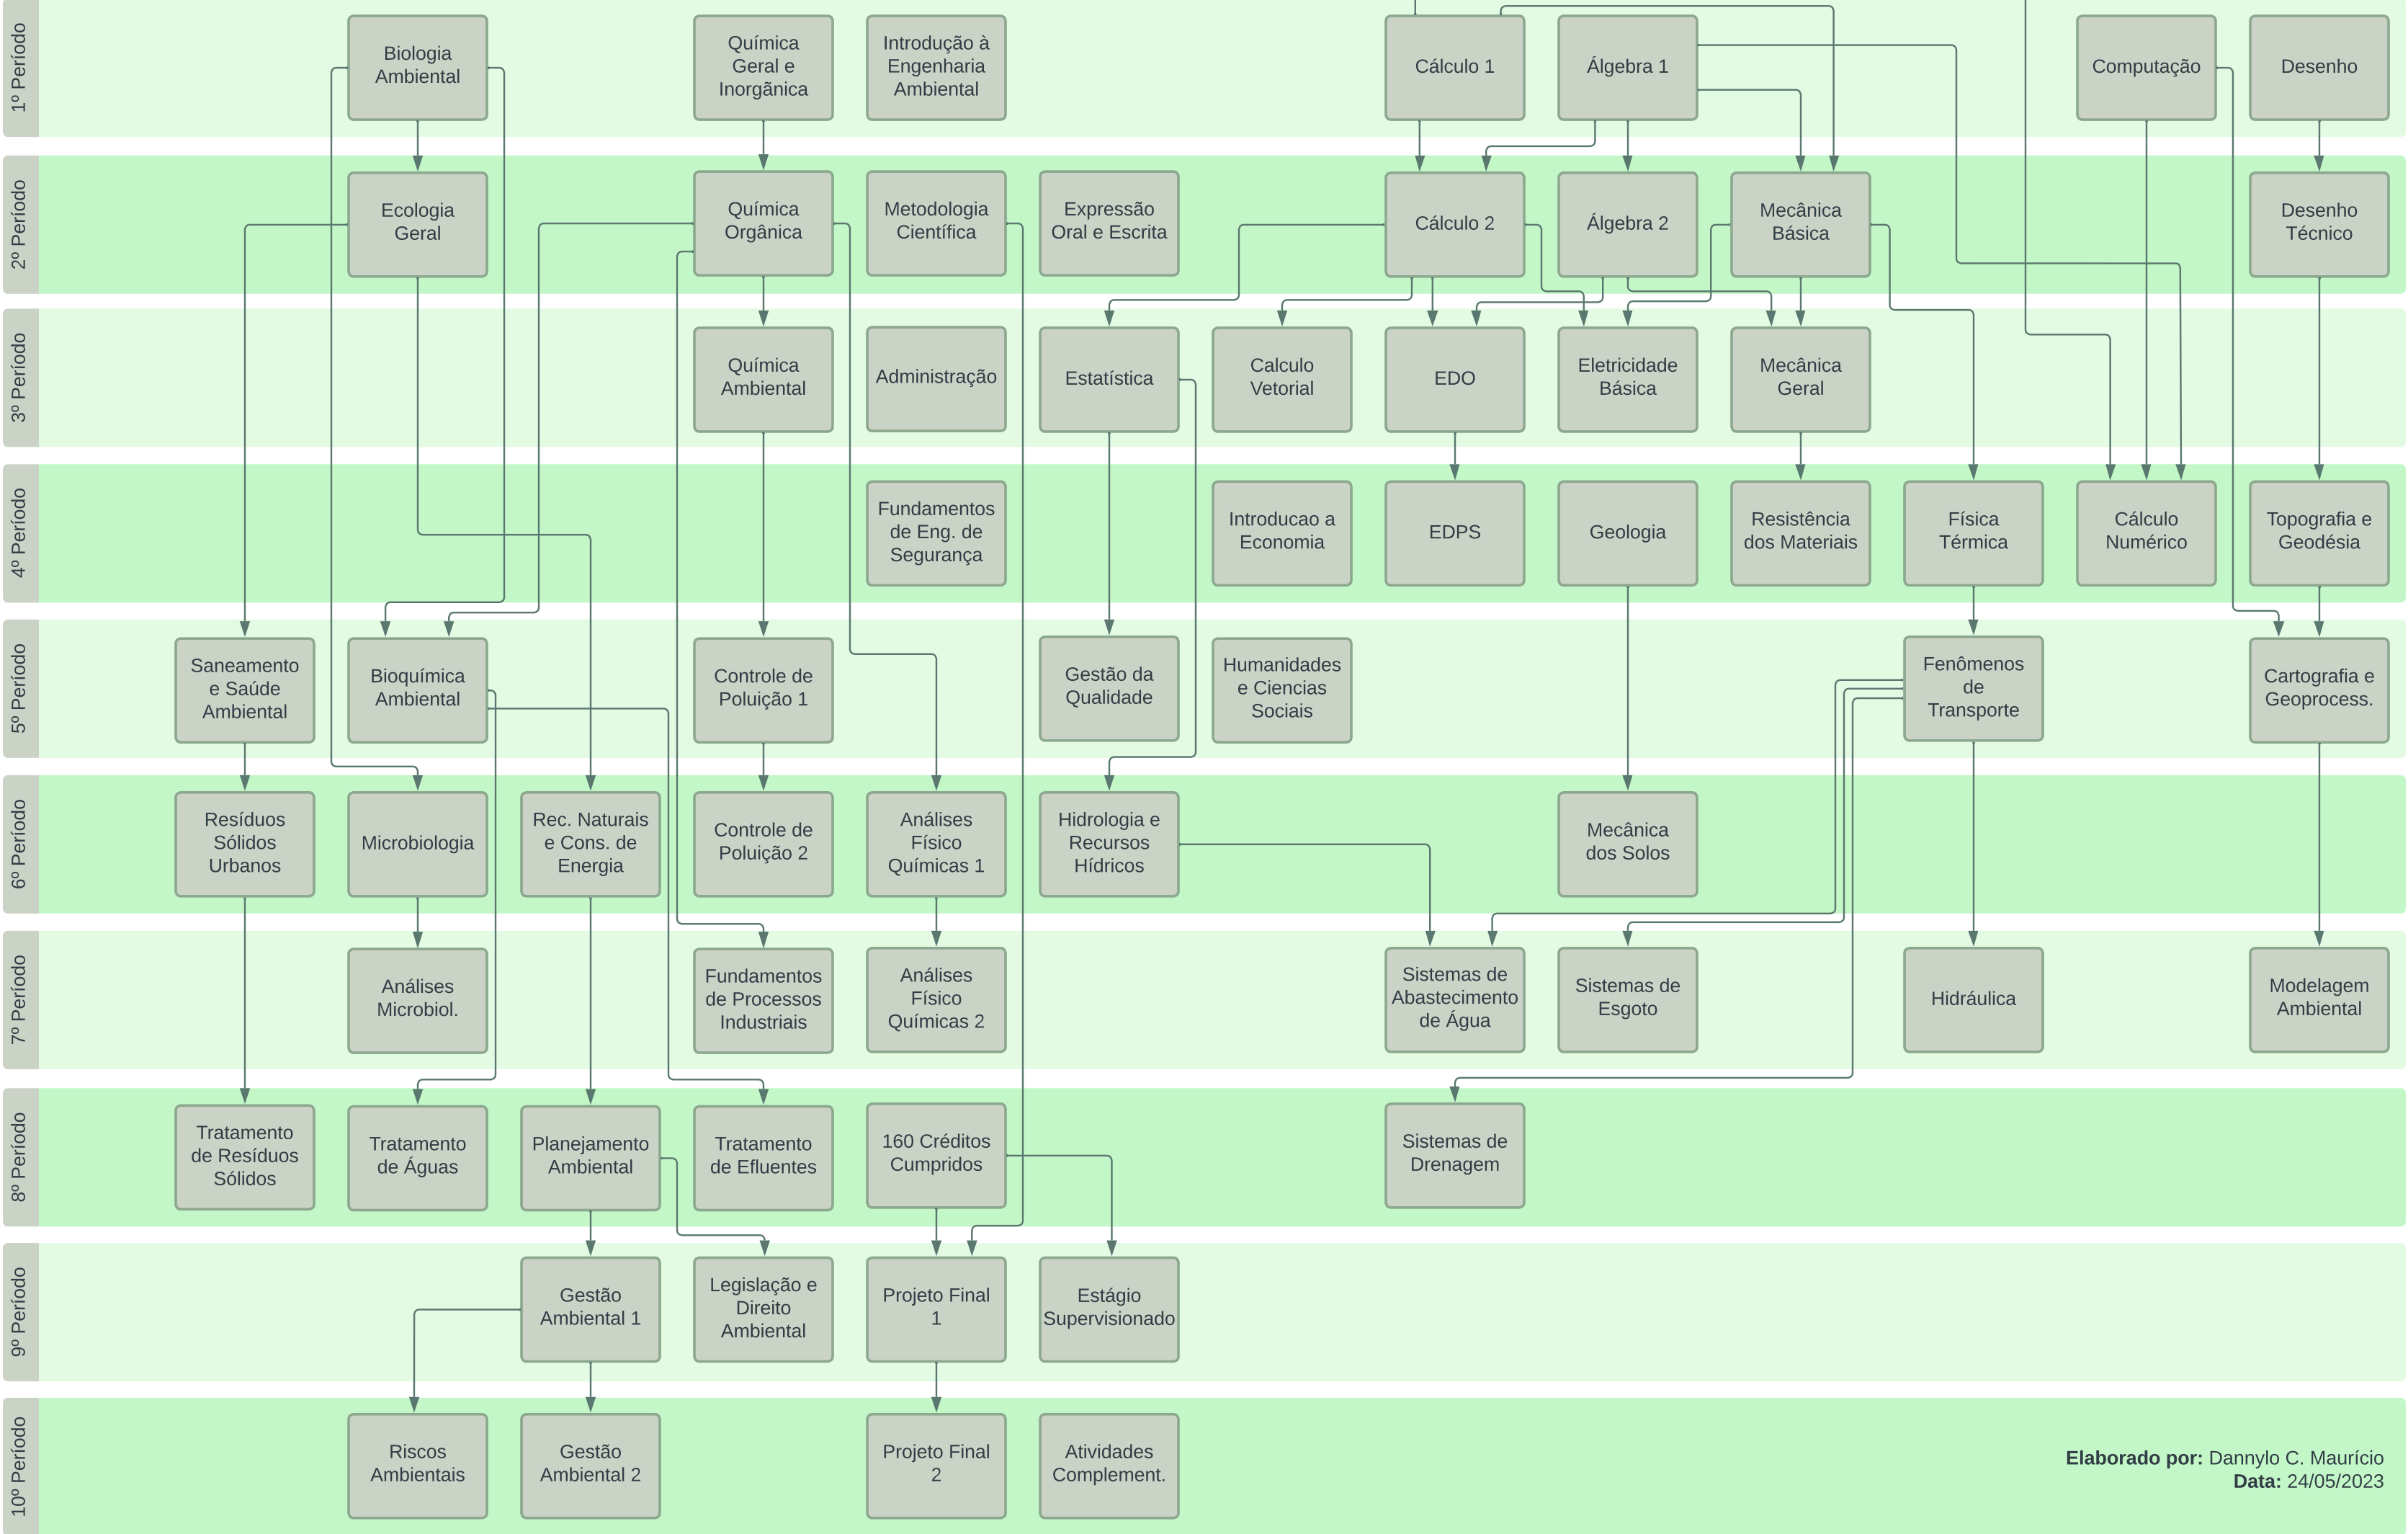 1º Período
Biologia
Ambiental
Química
Geral e
Inorgãnica
Introdução à
Engenharia
Ambiental
Cálculo 1
Álgebra 1
Computação
Desenho
2º Período
Ecologia
Geral
Química
Orgânica
Metodologia
Científica
Expressão
Oral e Escrita
Cálculo 2
Álgebra 2
Mecânica
Básica
Desenho
Técnico
3º Período
Química
Ambiental
Administração
Estatística
Calculo
Vetorial
EDO
Eletricidade
Básica
Mecânica
Geral
4º Período
Fundamentos
de Eng. de
Segurança
Introducao a
Economia
EDPS
Geologia
Resistência
dos Materiais
Física
Térmica
Cálculo
Numérico
Topografia e
Geodésia
5º Período
Saneamento
e Saúde
Ambiental
Bioquímica
Ambiental
Controle de
Poluição 1
Gestão da
Qualidade
Humanidades
e Ciencias
Sociais
Fenômenos
de
Transporte
Cartografia e
Geoprocess.
6º Período
Resíduos
Sólidos
Urbanos
Microbiologia
Rec. Naturais
e Cons. de
Energia
Controle de
Poluição 2
Análises
Físico
Químicas 1
Hidrologia e
Recursos
Hídricos
Mecânica
dos Solos
7º Período
Análises
Microbiol.
Fundamentos
de Processos
Industriais
Análises
Físico
Químicas 2
Sistemas de
Abastecimento
de Água
Sistemas de
Esgoto
Hidráulica
Modelagem
Ambiental
8º Período
Tratamento
de Resíduos
Sólidos
Tratamento
de Águas
Planejamento
Ambiental
Tratamento
de Efluentes
160 Créditos
Cumpridos
Sistemas de
Drenagem
9º Período
Gestão
Ambiental 1
Legislação e
Direito
Ambiental
Projeto Final
1
Estágio
Supervisionado
10º Período
Riscos
Ambientais
Gestão
Ambiental 2
Projeto Final
2
Atividades
Complement.
Elaborado por: Dannylo C. Maurício
Data: 24/05/2023